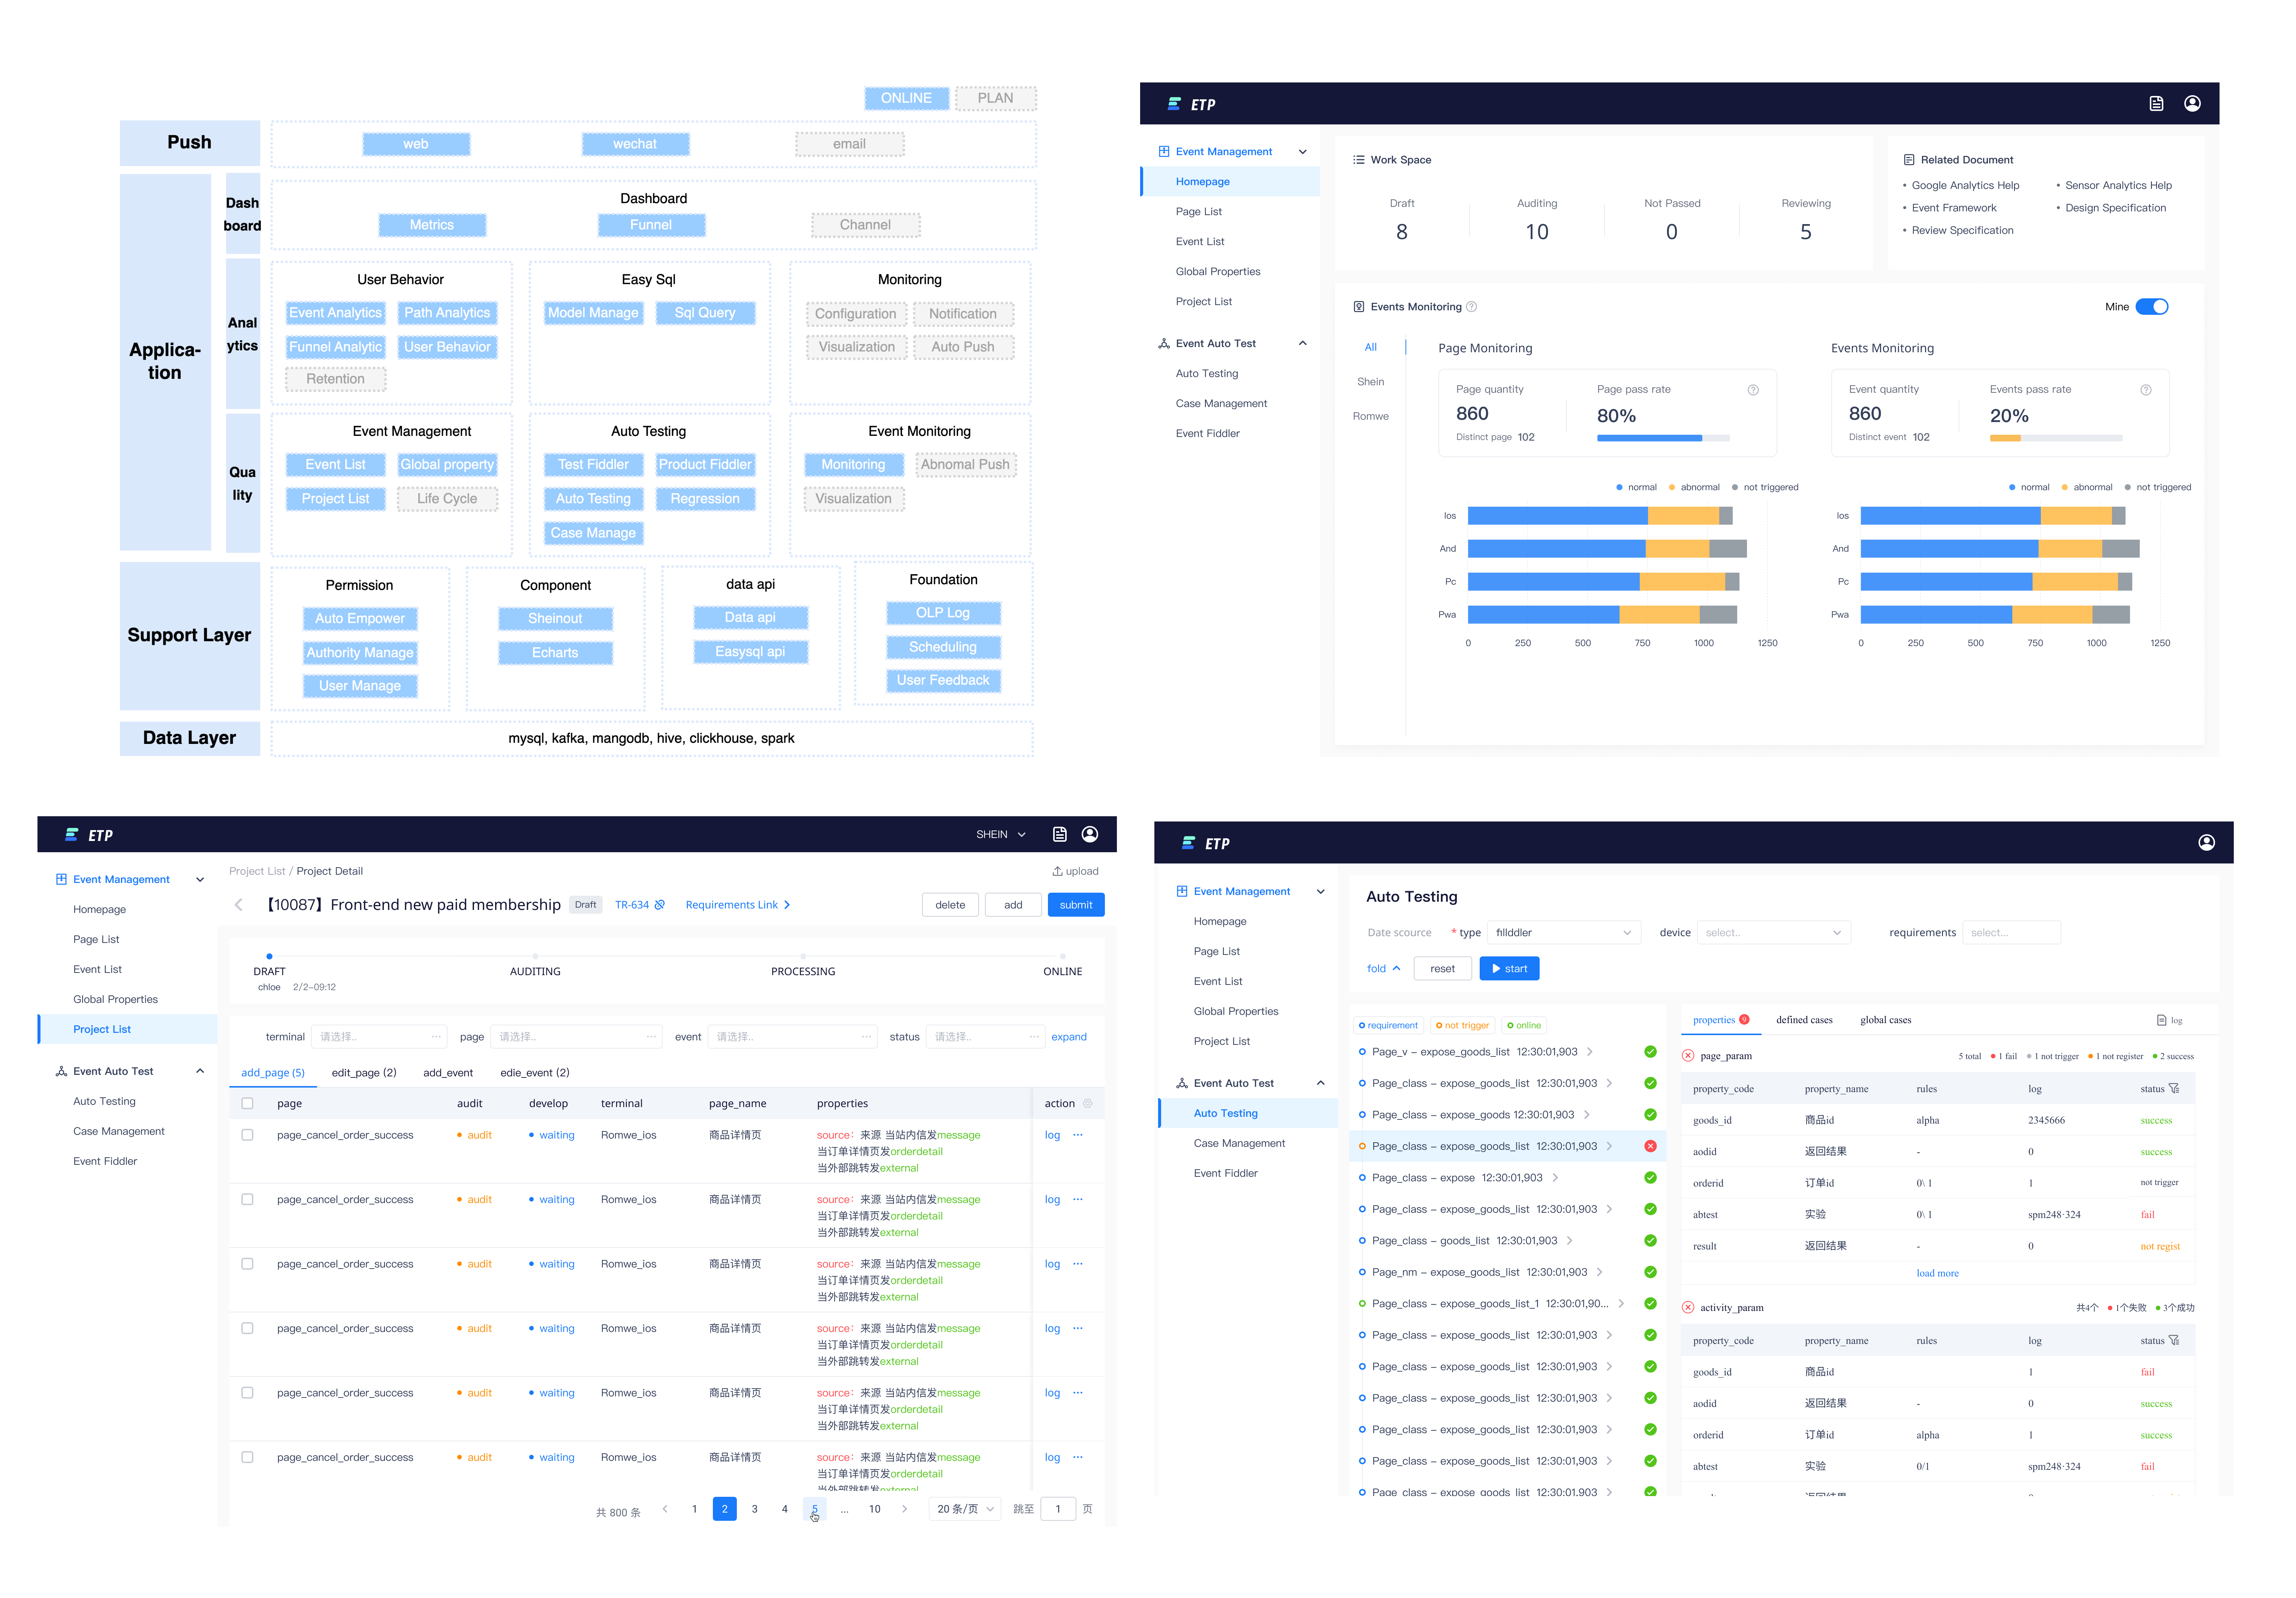 ONLINE PLAN
Push
web wechat email
Applica-
tion
Dash
board
Dashboard
Metrics Funnel Channel
Anal
ytics
User Behavior
Event Analytics Path Analytics
Funnel Analytic User Behavior
Retention
Easy Sql
Model Manage Sql Query
Monitoring
Configuration Notification
Visualization Auto Push
Qua
lity
Event Management
Event List Global property
Project List Life Cycle
Auto Testing
Test Fiddler Product Fiddler
Auto Testing Regression
Case Manage
Event Monitoring
Monitoring Abnomal Push
Visualization
Support Layer
Permission
Auto Empower
Authority Manage
User Manage
Component
Sheinout
Echarts
data api
Data api
Easysql api
Foundation
OLP Log
Scheduling
User Feedback
Data Layer
mysql, kafka, mangodb, hive, clickhouse, spark
ETP
Event Management
Homepage
Page List
Event List
Global Properties
Project List
Event Auto Test
Auto Testing
Case Management
Event Fiddler
Work Space
Draft Auditing Not Passed Reviewing
8 10 0 5
Related Document
• Google Analytics Help • Sensor Analytics Help
• Event Framework • Design Specification
• Review Specification
Events Monitoring
Mine
All
Shein
Romwe
Page Monitoring
Page quantity Page pass rate
860 80%
Distinct page 102
normal abnormal not triggered
Ios
And
Pc
Pwa
0 250 500 750 1000 1250
Events Monitoring
Event quantity Events pass rate
860 20%
Distinct event 102
normal abnormal not triggered
Ios
And
Pc
Pwa
0 250 500 750 1000 1250
ETP
SHEIN
Event Management
Homepage
Page List
Event List
Global Properties
Project List
Event Auto Test
Auto Testing
Case Management
Event Fiddler
Project List / Project Detail
upload
【10087】Front-end new paid membership Draft TR-634 Requirements Link
delete add submit
DRAFT AUDITING PROCESSING ONLINE
chloe 2/2-09:12
terminal 请选择.. page 请选择.. event 请选择.. status 请选择.. expand
add_page (5) edit_page (2) add_event edie_event (2)
page audit develop terminal page_name properties action
page_cancel_order_success audit waiting Romwe_ios 商品详情页 source：来源 当站内信发message log ···
当订单详情页发orderdetail
当外部跳转发external
page_cancel_order_success audit waiting Romwe_ios 商品详情页 source：来源 当站内信发message log ···
当订单详情页发orderdetail
当外部跳转发external
page_cancel_order_success audit waiting Romwe_ios 商品详情页 source：来源 当站内信发message log ···
当订单详情页发orderdetail
当外部跳转发external
page_cancel_order_success audit waiting Romwe_ios 商品详情页 source：来源 当站内信发message log ···
当订单详情页发orderdetail
当外部跳转发external
page_cancel_order_success audit waiting Romwe_ios 商品详情页 source：来源 当站内信发message log ···
当订单详情页发orderdetail
当外部跳转发external
page_cancel_order_success audit waiting Romwe_ios 商品详情页 source：来源 当站内信发message log ···
当订单详情页发orderdetail
当外部跳转发external
共 800 条 1 2 3 4 5 ... 10 20 条/页 跳至 1 页
ETP
Event Management
Homepage
Page List
Event List
Global Properties
Project List
Event Auto Test
Auto Testing
Case Management
Event Fiddler
Auto Testing
Date scource * type fillddler device select.. requirements select...
fold reset start
requirement not trigger online
Page_v – expose_goods_list 12:30:01,903
Page_class – expose_goods_list 12:30:01,903
Page_class – expose_goods 12:30:01,903
Page_class – expose_goods_list 12:30:01,903
Page_class – expose 12:30:01,903
Page_class – expose_goods_list 12:30:01,903
Page_class – goods_list 12:30:01,903
Page_nm – expose_goods_list 12:30:01,903
Page_class – expose_goods_list_1 12:30:01,90...
Page_class – expose_goods_list 12:30:01,903
Page_class – expose_goods_list 12:30:01,903
Page_class – expose_goods_list 12:30:01,903
Page_class – expose_goods_list 12:30:01,903
Page_class – expose_goods_list 12:30:01,903
Page_class – expose_goods_list 12:30:01,903
properties 9 defined cases global cases log
page_param 5 total 1 fail 1 not trigger 1 not register 2 success
property_code property_name rules log status
goods_id 商品id alpha 2345666 success
aodid 返回结果 - 0 success
orderid 订单id 0\ 1 1 not trigger
abtest 实验 0\ 1 spm248·324 fail
result 返回结果 - 0 not regist
load more
activity_param 共4个 1个失败 3个成功
property_code property_name rules log status
goods_id 商品id 1 fail
aodid 返回结果 - 0 success
orderid 订单id alpha 1 success
abtest 实验 0/1 spm248·324 fail